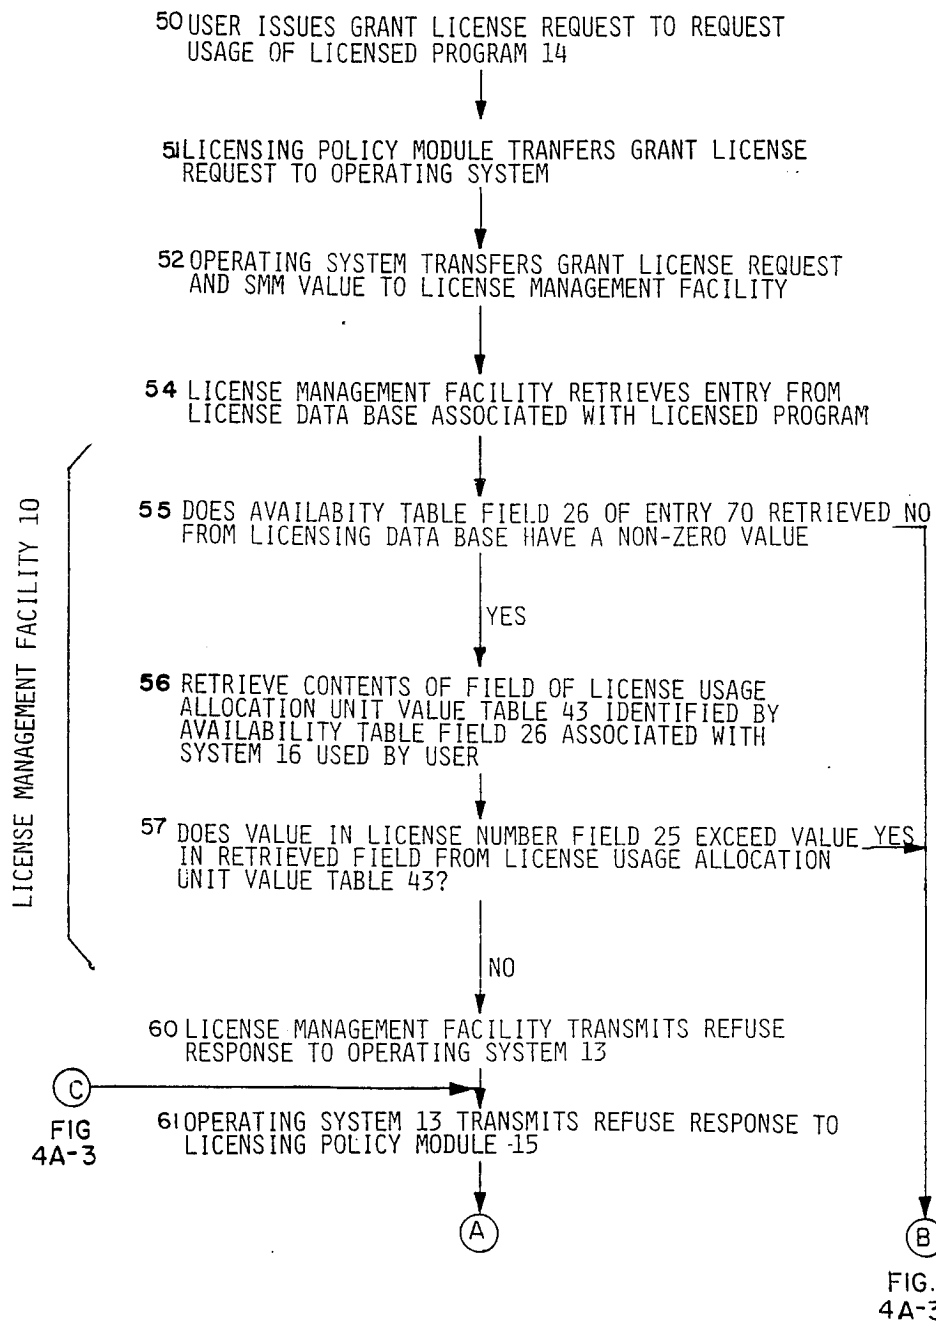 50 USER ISSUES GRANT LICENSE REQUEST TO REQUEST
USAGE OF LICENSED PROGRAM 14
51 LICENSING POLICY MODULE TRANFERS GRANT LICENSE
REQUEST TO OPERATING SYSTEM
52 OPERATING SYSTEM TRANSFERS GRANT LICENSE REQUEST
AND SMM VALUE TO LICENSE MANAGEMENT FACILITY
54 LICENSE MANAGEMENT FACILITY RETRIEVES ENTRY FROM
LICENSE DATA BASE ASSOCIATED WITH LICENSED PROGRAM
LICENSE MANAGEMENT FACILITY 10
55 DOES AVAILABITY TABLE FIELD 26 OF ENTRY 70 RETRIEVED NO
FROM LICENSING DATA BASE HAVE A NON-ZERO VALUE
YES
56 RETRIEVE CONTENTS OF FIELD OF LICENSE USAGE
ALLOCATION UNIT VALUE TABLE 43 IDENTIFIED BY
AVAILABILITY TABLE FIELD 26 ASSOCIATED WITH
SYSTEM 16 USED BY USER
57 DOES VALUE IN LICENSE NUMBER FIELD 25 EXCEED VALUE YES
IN RETRIEVED FIELD FROM LICENSE USAGE ALLOCATION
UNIT VALUE TABLE 43?
NO
60 LICENSE MANAGEMENT FACILITY TRANSMITS REFUSE
RESPONSE TO OPERATING SYSTEM 13
C
FIG
4A-3
61 OPERATING SYSTEM 13 TRANSMITS REFUSE RESPONSE TO
LICENSING POLICY MODULE 15
A
B
FIG.
4A-3